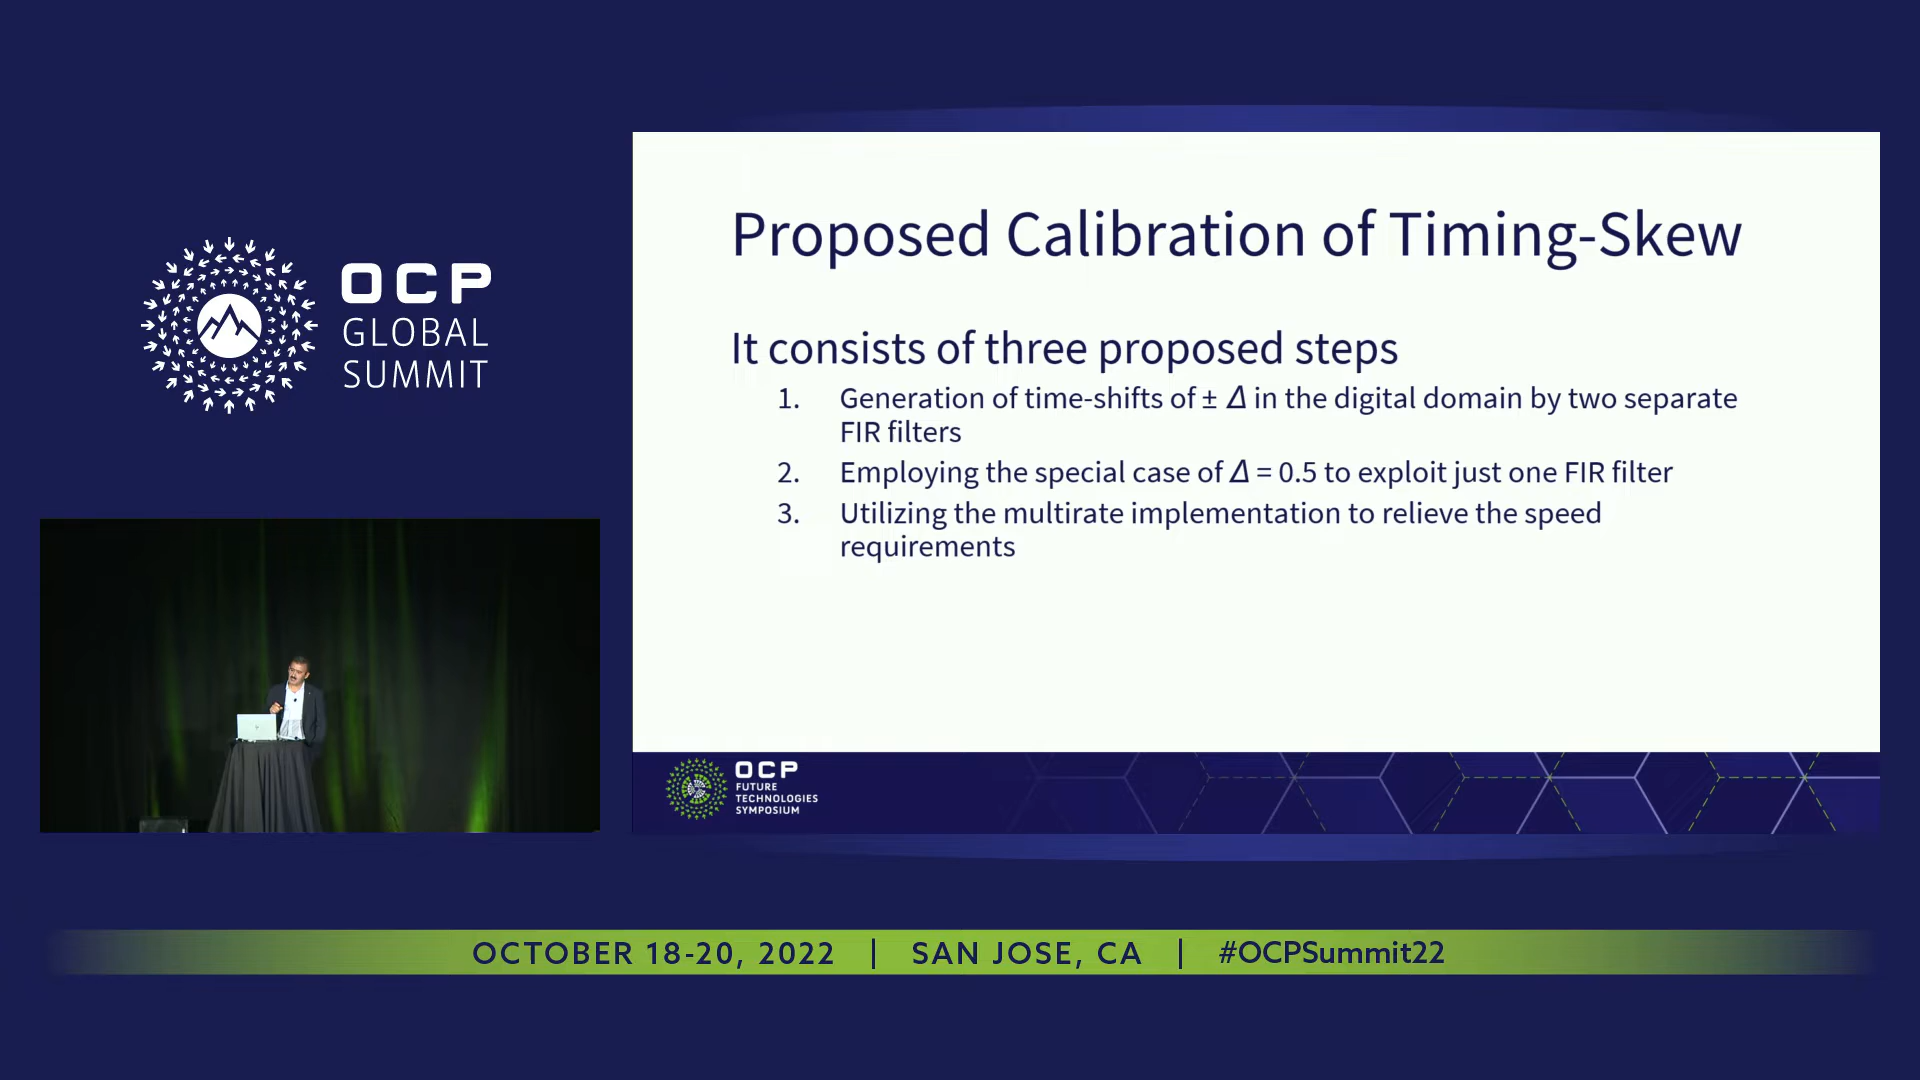 OCP
GLOBAL
SUMMIT
Proposed Calibration of Timing-Skew
It consists of three proposed steps
1. Generation of time-shifts of ± Δ in the digital domain by two separate
FIR filters
2. Employing the special case of Δ = 0.5 to exploit just one FIR filter
3. Utilizing the multirate implementation to relieve the speed
requirements
OCP
FUTURE
TECHNOLOGIES
SYMPOSIUM
OCTOBER 18-20, 2022 | SAN JOSE, CA | #OCPSummit22